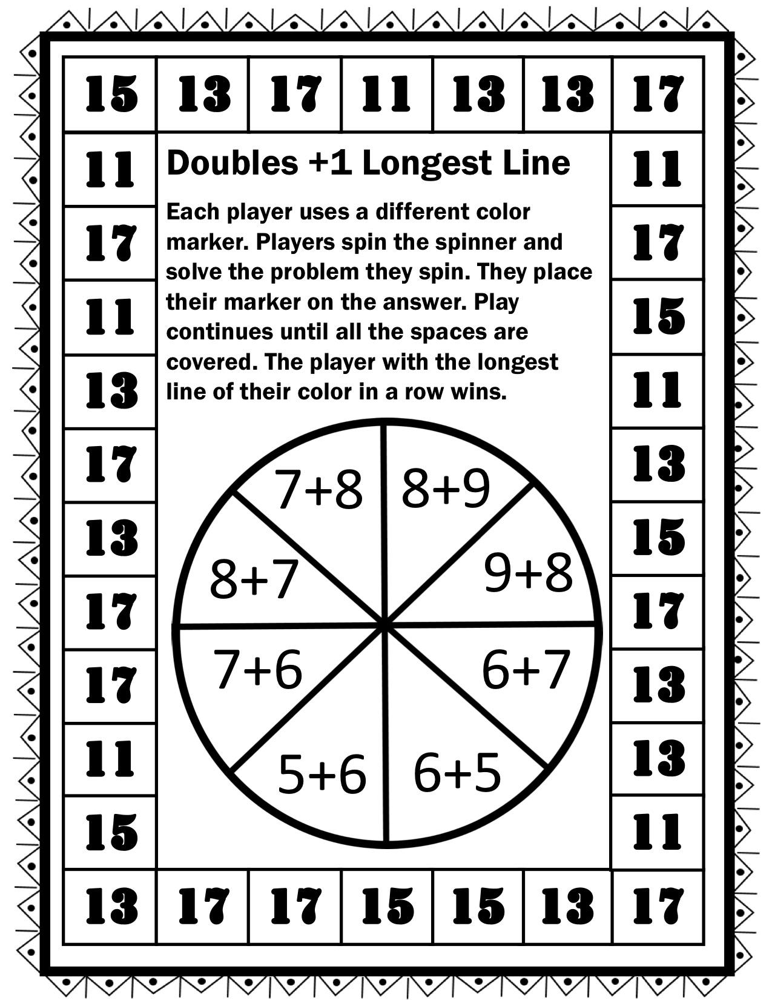 15 13 17 11 13 13 17
11 11
Doubles +1 Longest Line
Each player uses a different color
17 17
marker. Players spin the spinner and
solve the problem they spin. They place
their marker on the answer. Play
11 15
continues until all the spaces are
covered. The player with the longest
line of their color in a row wins.
13 11
17 13
7+8 8+9
13 15
8+7 9+8
17 17
7+6 6+7
17 13
11 13
5+6 6+5
15 11
13 17 17 15 15 13 17